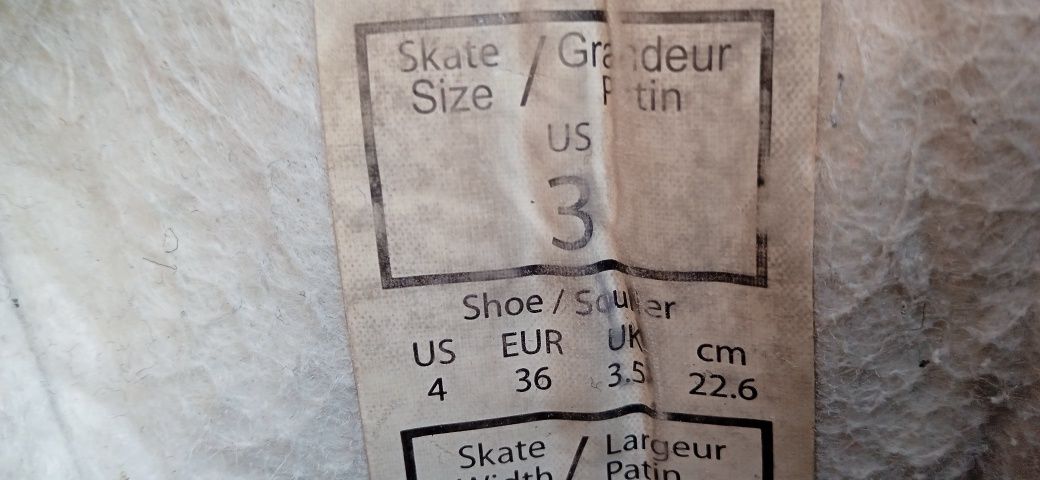 Skate / Grandeur
Size Patin
US
3
Shoe / Soulier
US EUR UK cm
4 36 3.5 22.6
Skate / Largeur
Width Patin